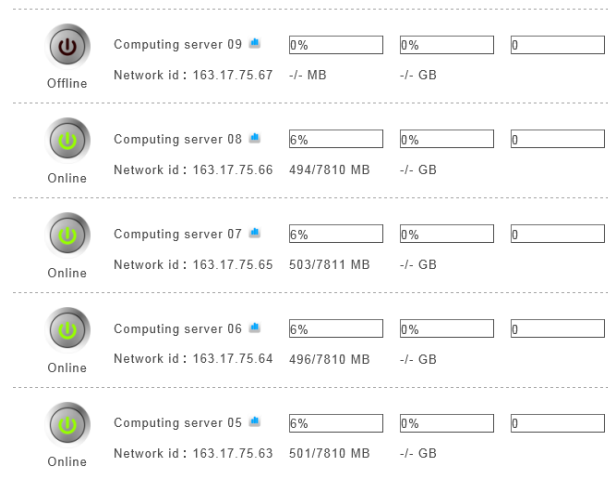 Computing server 09 0% 0% 0
Offline Network id : 163.17.75.67 -/- MB -/- GB
Computing server 08 6% 0% 0
Online Network id : 163.17.75.66 494/7810 MB -/- GB
Computing server 07 6% 0% 0
Online Network id : 163.17.75.65 503/7811 MB -/- GB
Computing server 06 6% 0% 0
Online Network id : 163.17.75.64 496/7810 MB -/- GB
Computing server 05 6% 0% 0
Online Network id : 163.17.75.63 501/7810 MB -/- GB